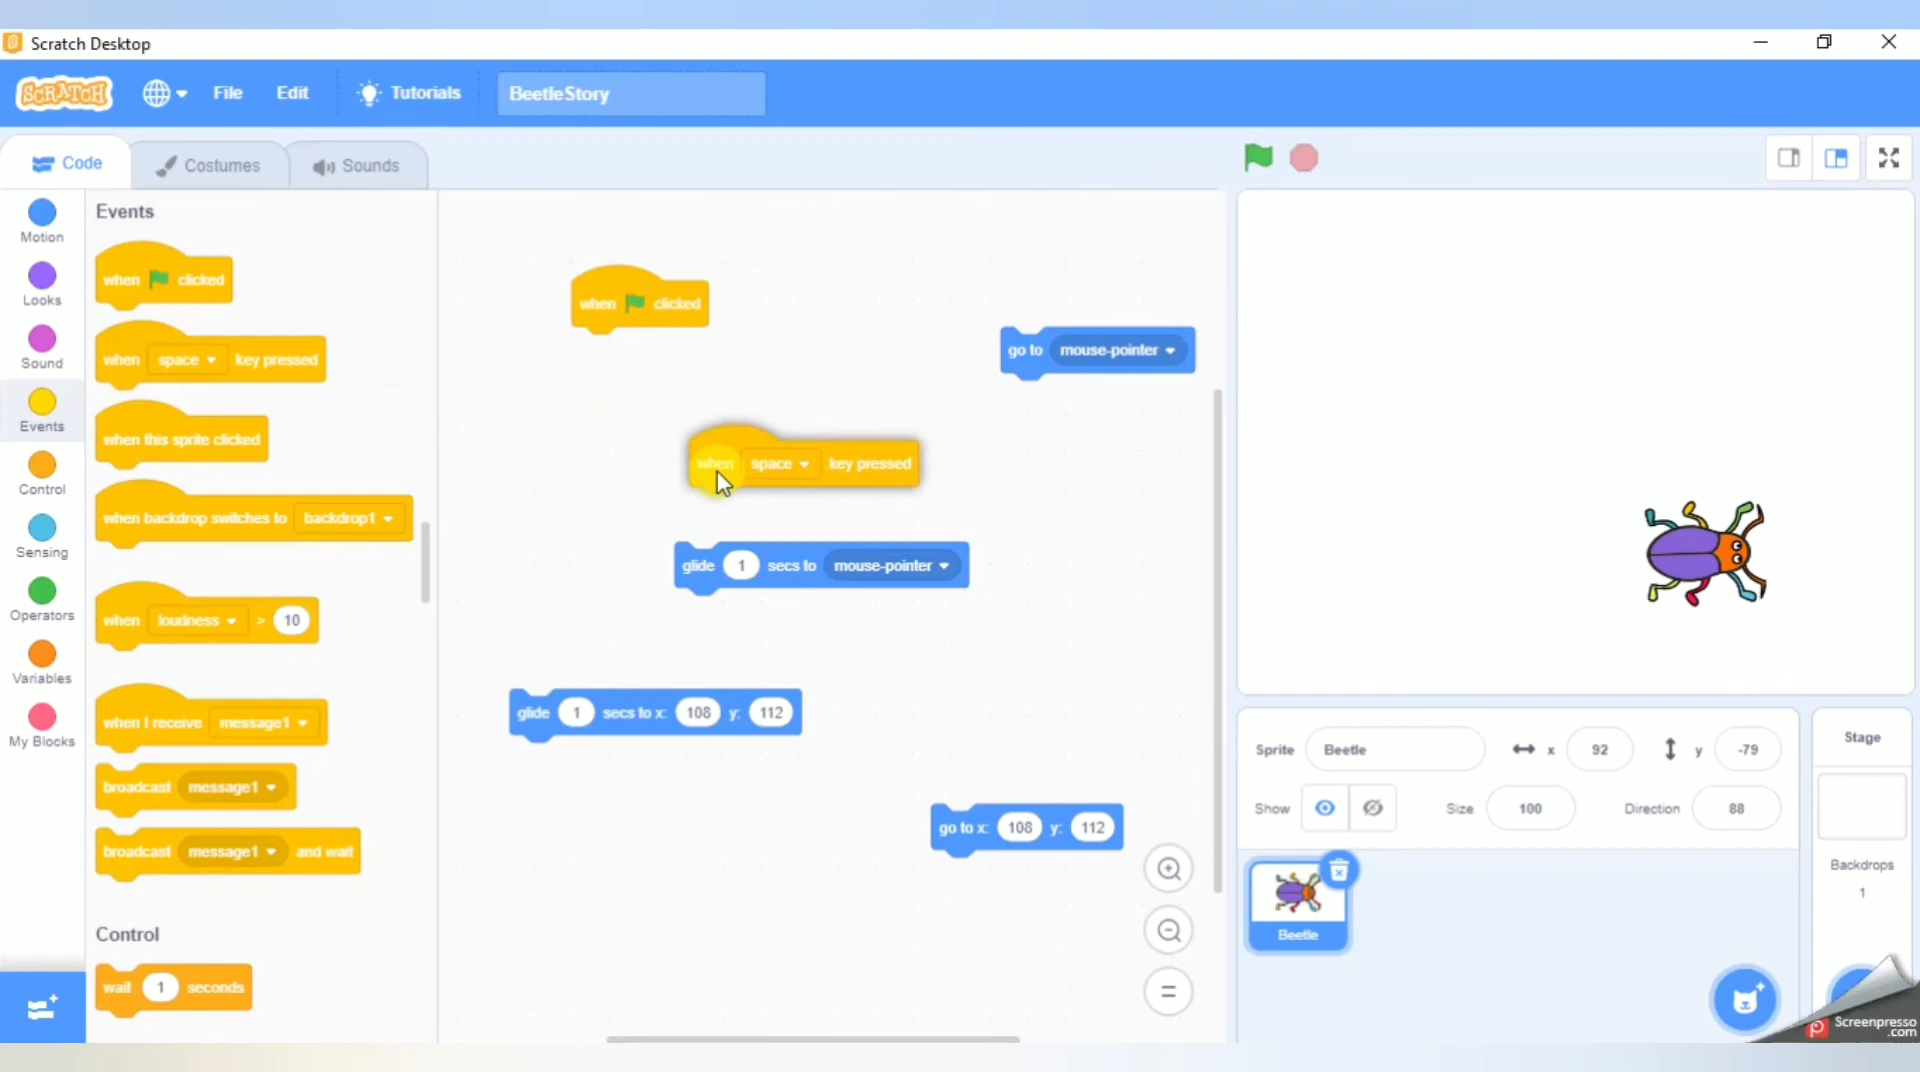 Scratch Desktop
SCRATCH File Edit Tutorials BeetleStory
Code Costumes Sounds
Motion
Looks
Sound
Events
Control
Sensing
Operators
Variables
My Blocks
Events
when clicked
when space key pressed
when this sprite clicked
when backdrop switches to backdrop1
when loudness > 10
when I receive message1
broadcast message1
broadcast message1 and wait
Control
wait 1 seconds
when clicked
go to mouse-pointer
when space key pressed
glide 1 secs to mouse-pointer
glide 1 secs to x: 108 y: 112
go to x: 108 y: 112
Sprite Beetle x 92 y -79
Show Size 100 Direction 88
Beetle
Stage
Backdrops
1
Screenpresso
.com